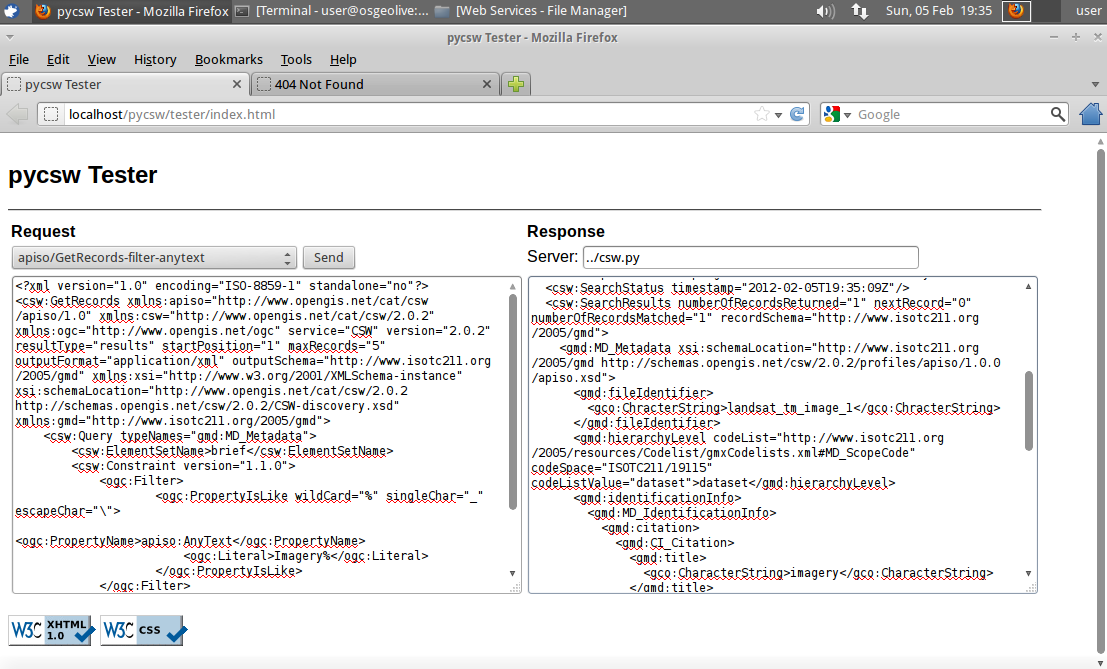 pycsw Tester - Mozilla Firefox
[Terminal - user@osgeolive:...
[Web Services - File Manager]
Sun, 05 Feb 19:35
user
pycsw Tester - Mozilla Firefox
File Edit View History Bookmarks Tools Help
pycsw Tester
404 Not Found
localhost/pycsw/tester/index.html
Google
pycsw Tester
Request
apiso/GetRecords-filter-anytext
Send
<?xml version="1.0" encoding="ISO-8859-1" standalone="no"?>
<csw:GetRecords xmlns:apiso="http://www.opengis.net/cat/csw
/apiso/1.0" xmlns:csw="http://www.opengis.net/cat/csw/2.0.2"
xmlns:ogc="http://www.opengis.net/ogc" service="CSW" version="2.0.2"
resultType="results" startPosition="1" maxRecords="5"
outputFormat="application/xml" outputSchema="http://www.isotc211.org
/2005/gmd" xmlns:xsi="http://www.w3.org/2001/XMLSchema-instance"
xsi:schemaLocation="http://www.opengis.net/cat/csw/2.0.2
http://schemas.opengis.net/csw/2.0.2/CSW-discovery.xsd"
xmlns:gmd="http://www.isotc211.org/2005/gmd">
<csw:Query typeNames="gmd:MD_Metadata">
<csw:ElementSetName>brief</csw:ElementSetName>
<csw:Constraint version="1.1.0">
<ogc:Filter>
<ogc:PropertyIsLike wildCard="%" singleChar="_"
escapeChar="\">
<ogc:PropertyName>apiso:AnyText</ogc:PropertyName>
<ogc:Literal>Imagery%</ogc:Literal>
</ogc:PropertyIsLike>
</ogc:Filter>
Response
Server: ../csw.py
<csw:SearchStatus timestamp="2012-02-05T19:35:09Z"/>
<csw:SearchResults numberOfRecordsReturned="1" nextRecord="0"
numberOfRecordsMatched="1" recordSchema="http://www.isotc211.org
/2005/gmd">
<gmd:MD_Metadata xsi:schemaLocation="http://www.isotc211.org
/2005/gmd http://schemas.opengis.net/csw/2.0.2/profiles/apiso/1.0.0
/apiso.xsd">
<gmd:fileIdentifier>
<gco:ChracterString>landsat_tm_image_1</gco:ChracterString>
</gmd:fileIdentifier>
<gmd:hierarchyLevel codeList="http://www.isotc211.org
/2005/resources/Codelist/gmxCodelists.xml#MD_ScopeCode"
codeSpace="ISOTC211/19115"
codeListValue="dataset">dataset</gmd:hierarchyLevel>
<gmd:identificationInfo>
<gmd:MD_IdentificationInfo>
<gmd:citation>
<gmd:CI_Citation>
<gmd:title>
<gco:CharacterString>imagery</gco:CharacterString>
</gmd:title>
W3C XHTML 1.0
W3C CSS